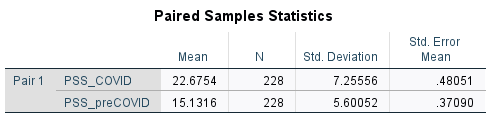 Paired Samples Statistics
Mean N Std. Deviation Std. Error Mean
Pair 1 PSS_COVID 22.6754 228 7.25556 .48051
PSS_preCOVID 15.1316 228 5.60052 .37090